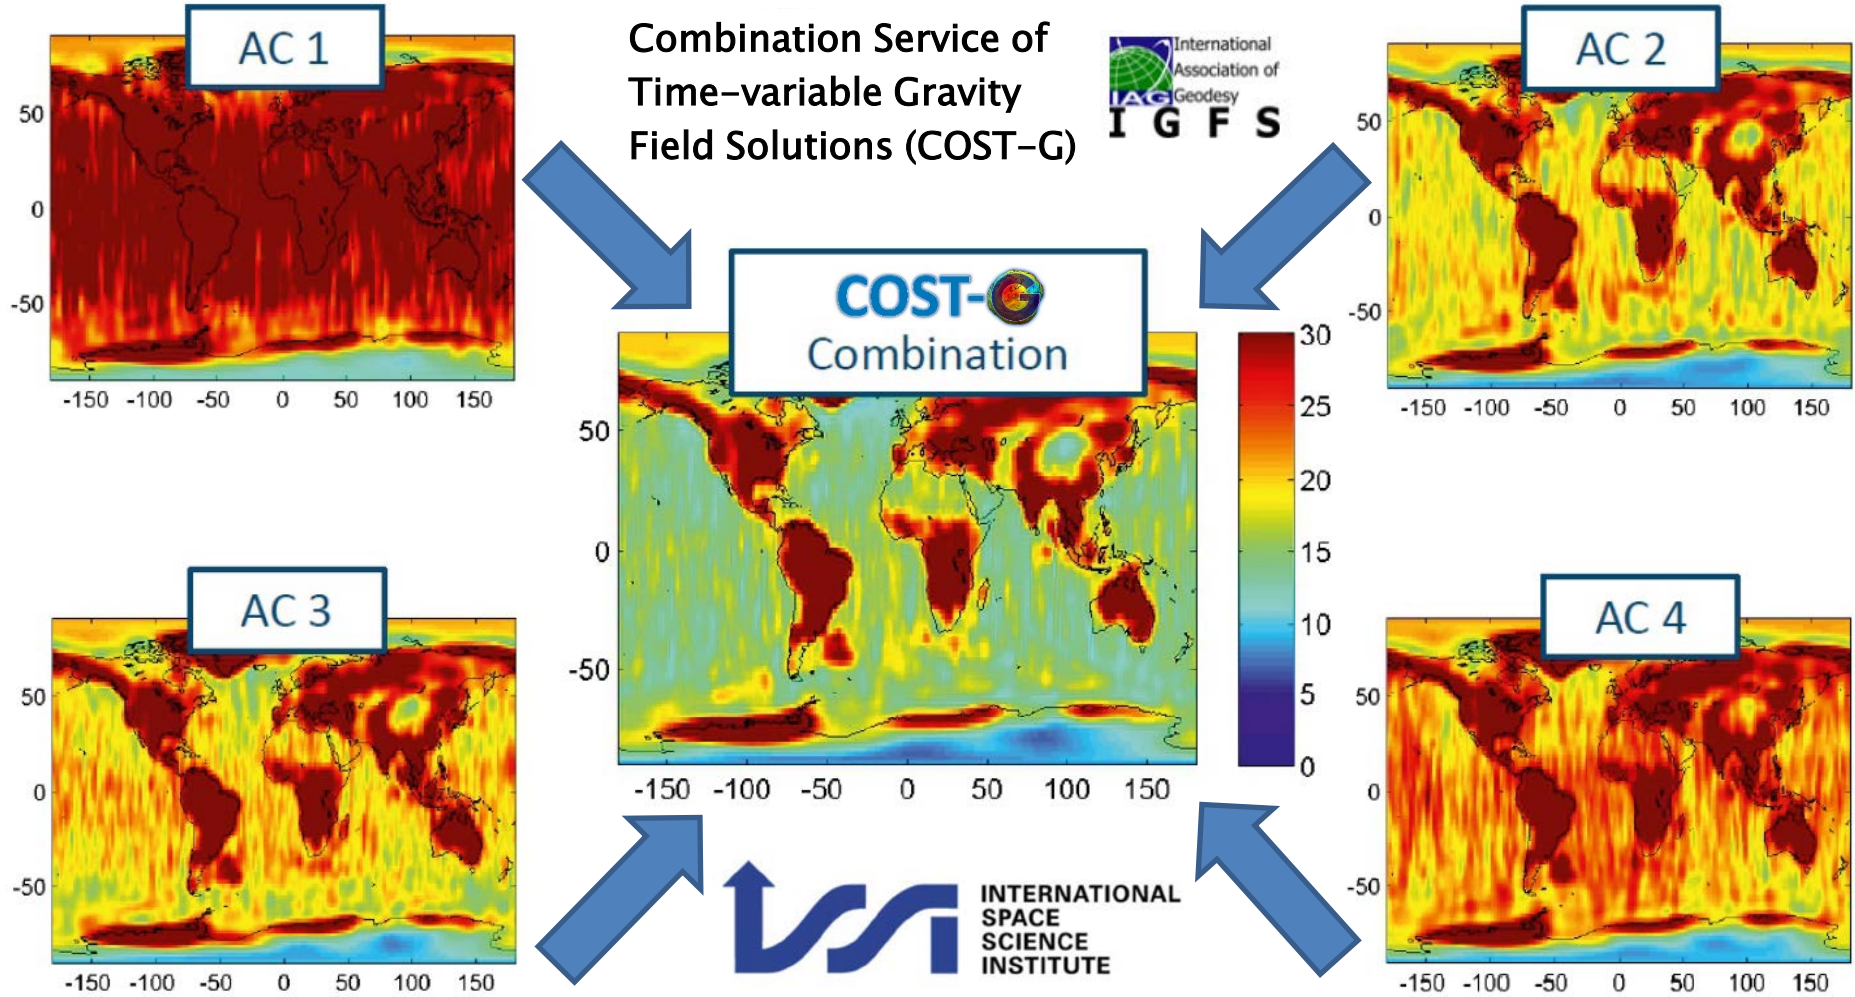 AC 1
50
0
-50
-150 -100 -50 0 50 100 150
Combination Service of
Time-variable Gravity
Field Solutions (COST-G)
International
Association of
Geodesy
IAG
I G F S
AC 2
50
0
-50
-150 -100 -50 0 50 100 150
COST-G
Combination
50
0
-50
-150 -100 -50 0 50 100 150
30
25
20
15
10
5
0
AC 3
50
0
-50
-150 -100 -50 0 50 100 150
AC 4
50
0
-50
-150 -100 -50 0 50 100 150
ISSI
INTERNATIONAL
SPACE
SCIENCE
INSTITUTE